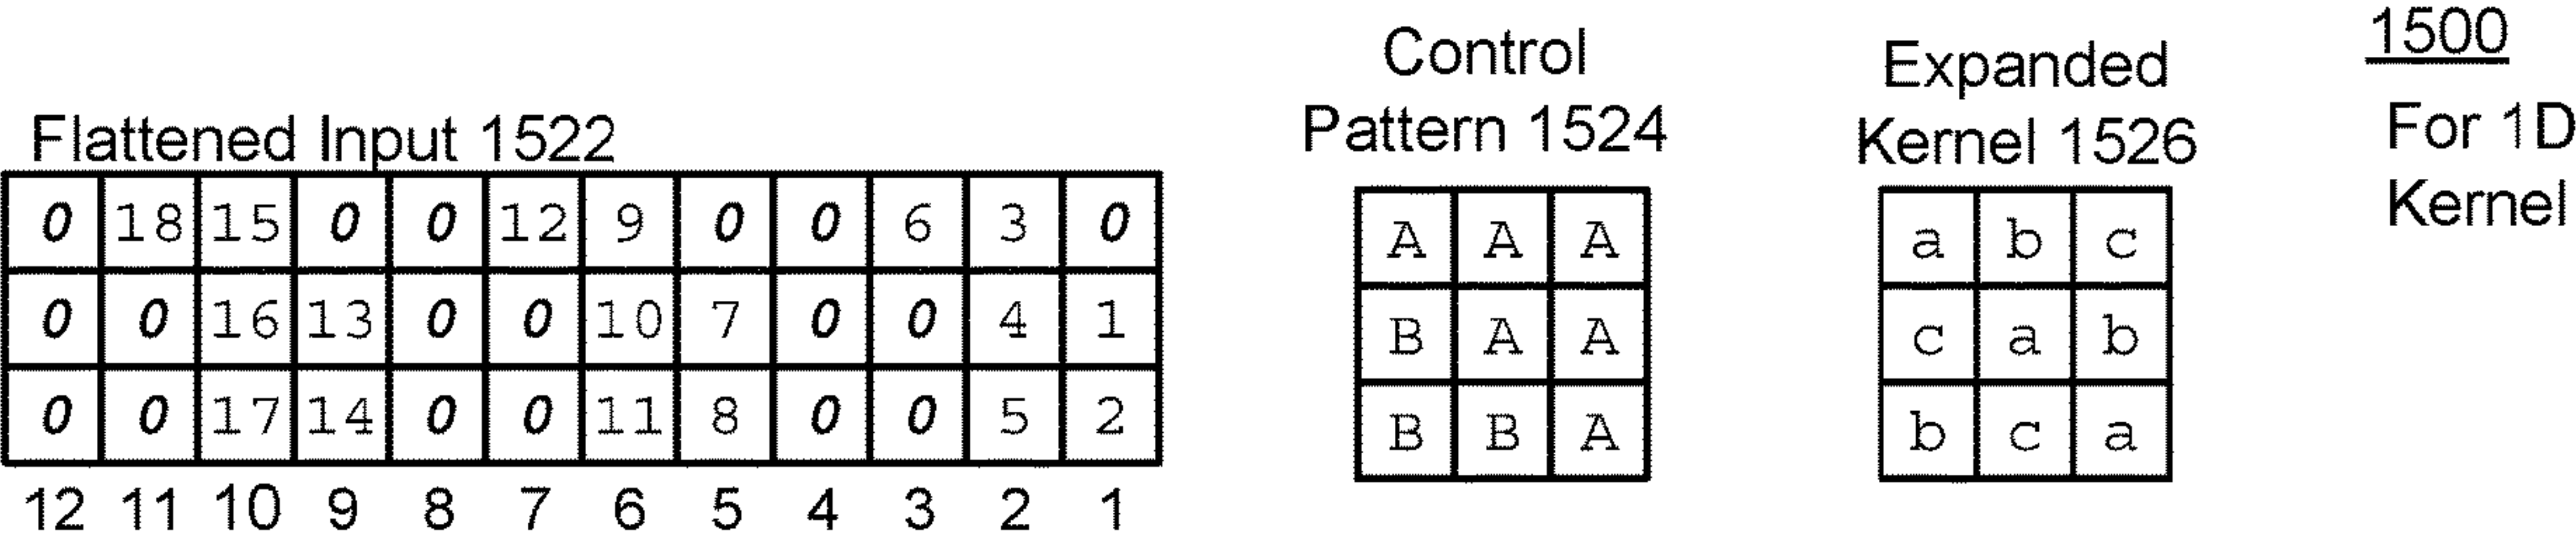 1500
For 1D
Kernel
Flattened Input 1522
0 18 15 0 0 12 9 0 0 6 3 0
0 0 16 13 0 0 10 7 0 0 4 1
0 0 17 14 0 0 11 8 0 0 5 2
12 11 10 9 8 7 6 5 4 3 2 1
Control
Pattern 1524
A A A
B A A
B B A
Expanded
Kernel 1526
a b c
c a b
b c a